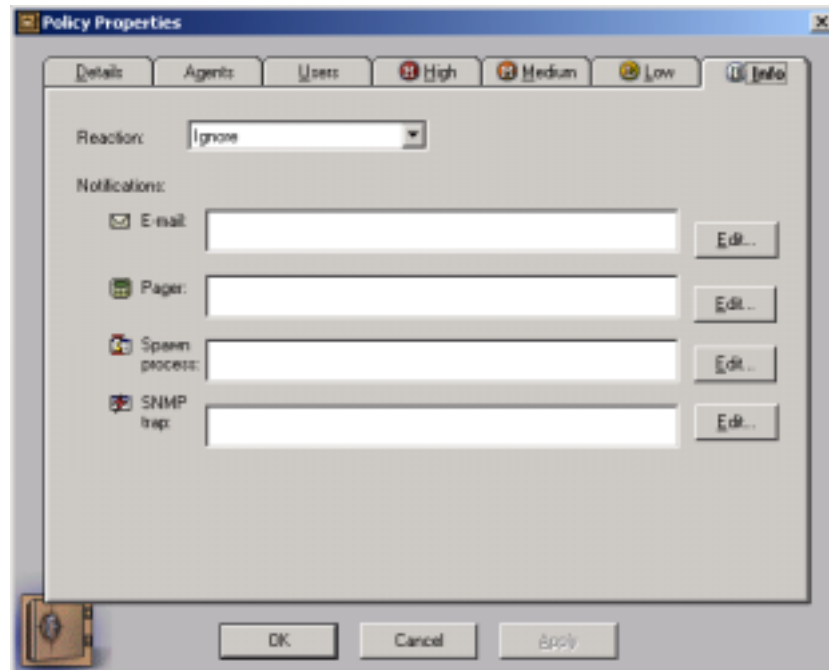 Policy Properties
Details Agents Users High Medium Low Info
Reaction: Ignore
Notifications:
E-mail: Edit...
Pager: Edit...
Spawn process: Edit...
SNMP trap: Edit...
OK Cancel Apply